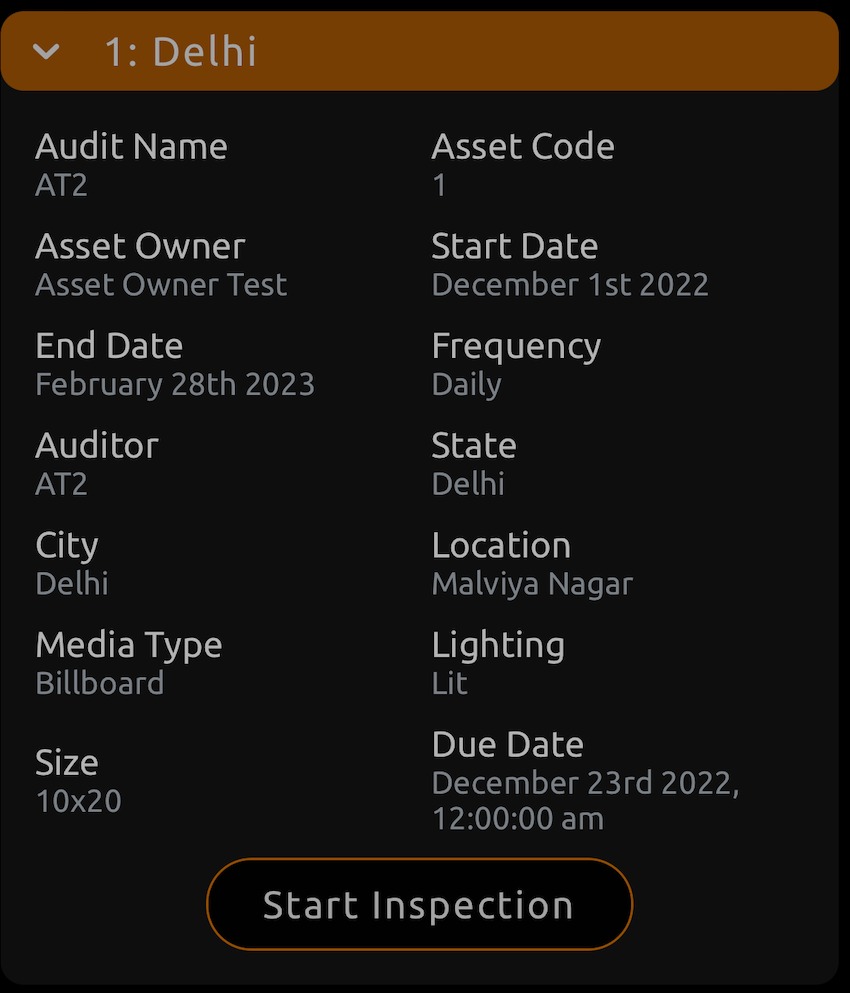 1: Delhi
Audit Name
AT2
Asset Code
1
Asset Owner
Asset Owner Test
Start Date
December 1st 2022
End Date
February 28th 2023
Frequency
Daily
Auditor
AT2
State
Delhi
City
Delhi
Location
Malviya Nagar
Media Type
Billboard
Lighting
Lit
Size
10x20
Due Date
December 23rd 2022,
12:00:00 am
Start Inspection